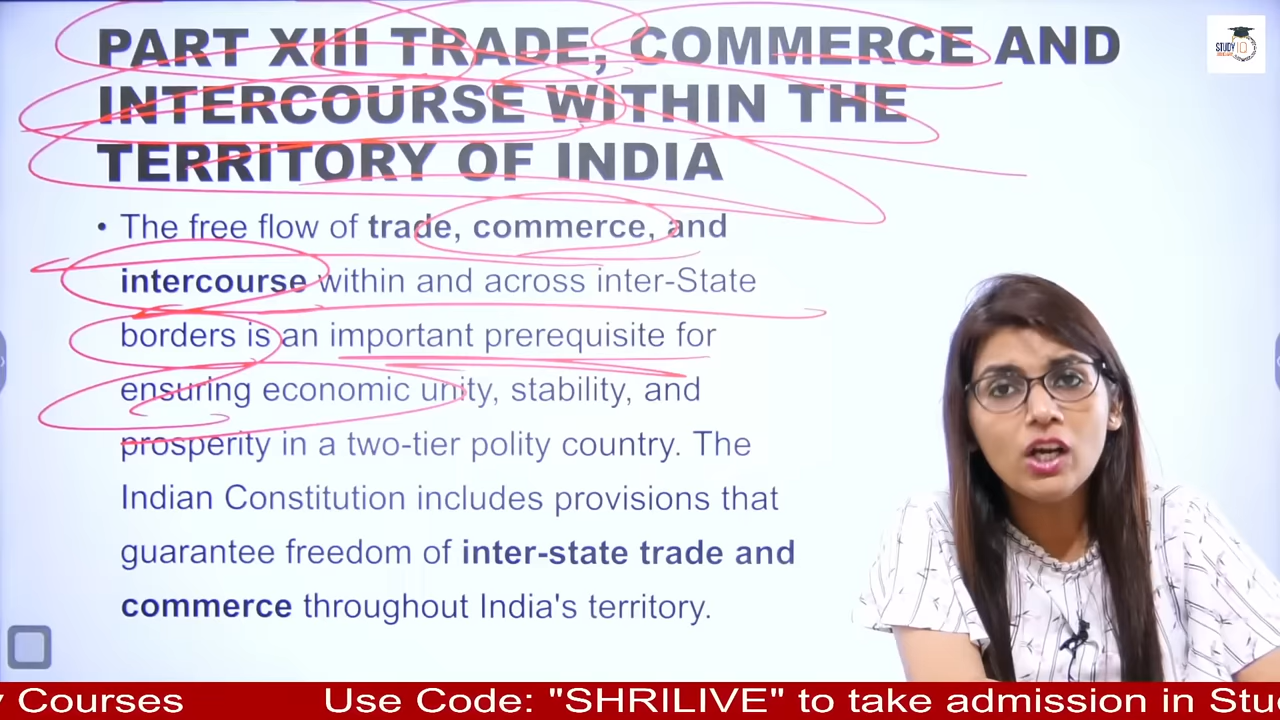 PART XIII TRADE, COMMERCE AND
INTERCOURSE WITHIN THE
TERRITORY OF INDIA
STUDY IQ
• The free flow of trade, commerce, and
intercourse within and across inter-State
borders is an important prerequisite for
ensuring economic unity, stability, and
prosperity in a two-tier polity country. The
Indian Constitution includes provisions that
guarantee freedom of inter-state trade and
commerce throughout India's territory.
y Courses Use Code: "SHRILIVE" to take admission in Stu